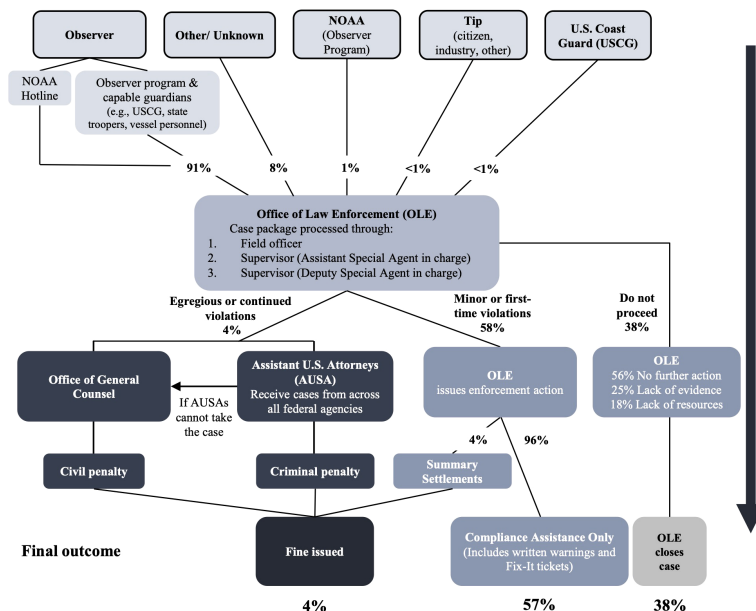 Observer
Other/ Unknown
NOAA
(Observer
Program)
Tip
(citizen,
industry, other)
U.S. Coast
Guard (USCG)
NOAA
Hotline
Observer program &
capable guardians
(e.g., USCG, state
troopers, vessel personnel)
91%
8%
1%
<1%
<1%
Office of Law Enforcement (OLE)
Case package processed through:
1. Field officer
2. Supervisor (Assistant Special Agent in charge)
3. Supervisor (Deputy Special Agent in charge)
Egregious or continued
violations
4%
Minor or first-
time violations
58%
Do not
proceed
38%
Office of General
Counsel
If AUSAs
cannot take
the case
Assistant U.S. Attorneys
(AUSA)
Receive cases from across
all federal agencies
OLE
issues enforcement action
OLE
56% No further action
25% Lack of evidence
18% Lack of resources
4%
96%
Civil penalty
Criminal penalty
Summary
Settlements
Final outcome
Fine issued
Compliance Assistance Only
(Includes written warnings and
Fix-It tickets)
OLE
closes
case
4%
57%
38%